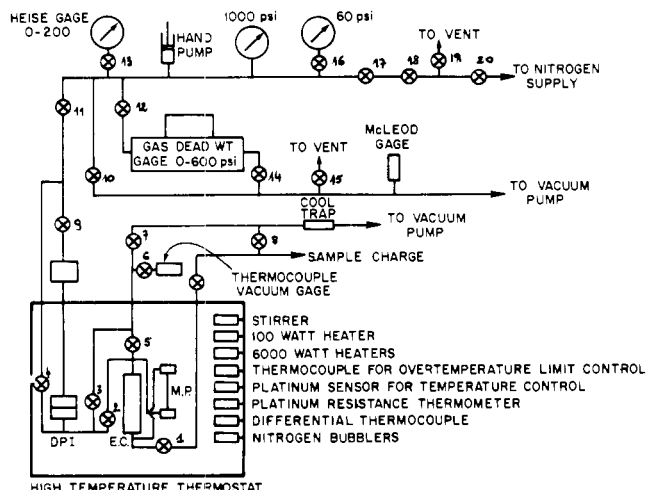 HEISE GAGE
0-200
1000 psi
60 psi
HAND
PUMP
TO VENT
13
16
17
18
19
20
TO NITROGEN
SUPPLY
11
12
GAS DEAD WT
GAGE 0-600 psi
McLEOD
GAGE
TO VENT
10
14
15
TO VACUUM
PUMP
COOL
TRAP
TO VACUUM
PUMP
9
7
8
SAMPLE CHARGE
6
THERMOCOUPLE
VACUUM GAGE
STIRRER
100 WATT HEATER
5
6000 WATT HEATERS
THERMOCOUPLE FOR OVERTEMPERATURE LIMIT CONTROL
4
3
2
M.P.
PLATINUM SENSOR FOR TEMPERATURE CONTROL
PLATINUM RESISTANCE THERMOMETER
DIFFERENTIAL THERMOCOUPLE
DPI
E.C.
1
NITROGEN BUBBLERS
HIGH TEMPERATURE THERMOSTAT